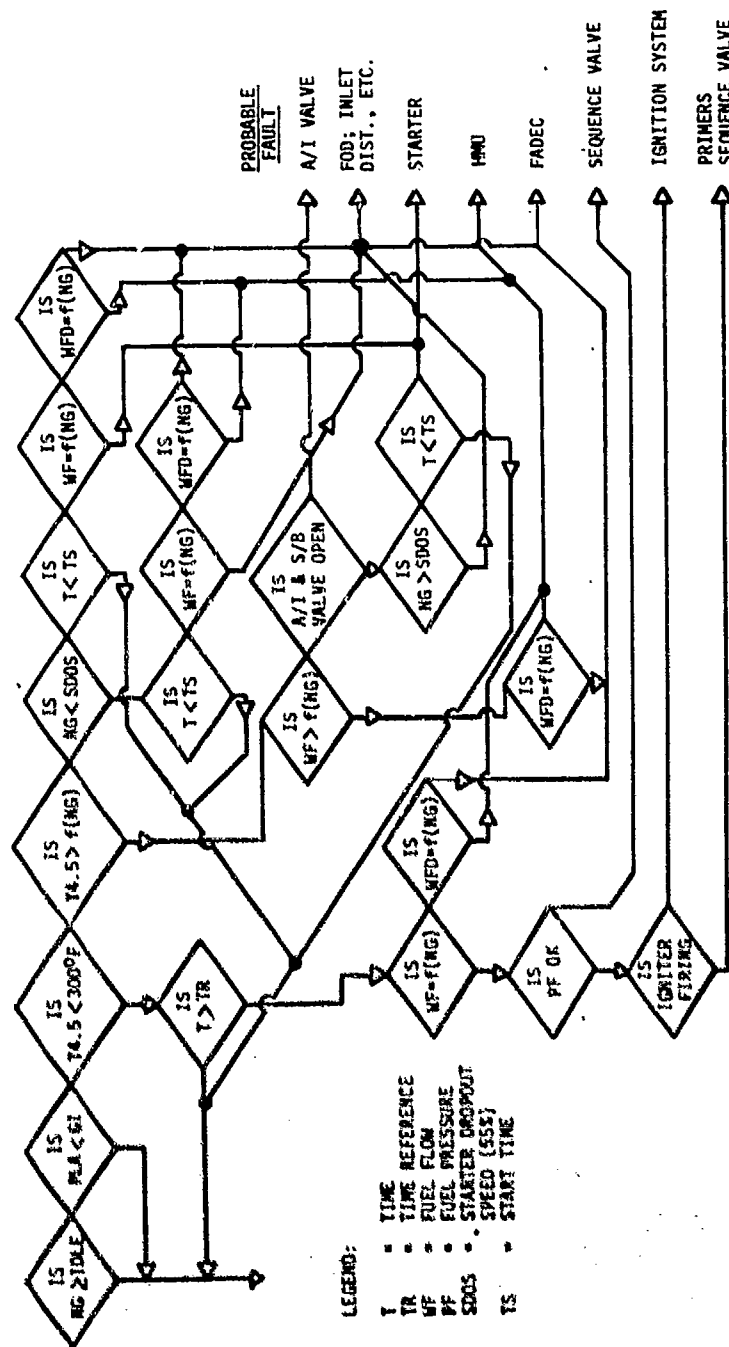 IS
NG ≥ IDLE
IS
PLA < GI
IS
T4.5 < 300°F
IS
T4.5 > f(NG)
IS
NG < SDOS
IS
T < TS
IS
WF=f(NG)
IS
WFD=f(NG)
IS
T > TR
IS
T < TS
IS
WF=f(NG)
IS
WFD=f(NG)
IS
WF > f(NG)
IS
A/I & S/B
VALVE OPEN
IS
NG > SDOS
IS
T < TS
IS
WF=f(NG)
IS
WFD=f(NG)
IS
WFD=f(NG)
IS
PF OK
IS
IGNITER
FIRING
PROBABLE
FAULT
A/I VALVE
FOD; INLET
DIST., ETC.
STARTER
HMU
FADEC
SEQUENCE VALVE
IGNITION SYSTEM
PRIMERS
SEQUENCE VALVE
LEGEND:
T = TIME
TR = TIME REFERENCE
WF = FUEL FLOW
PF = FUEL PRESSURE
SDOS = STARTER DROPOUT
SPEED (55%)
TS = START TIME